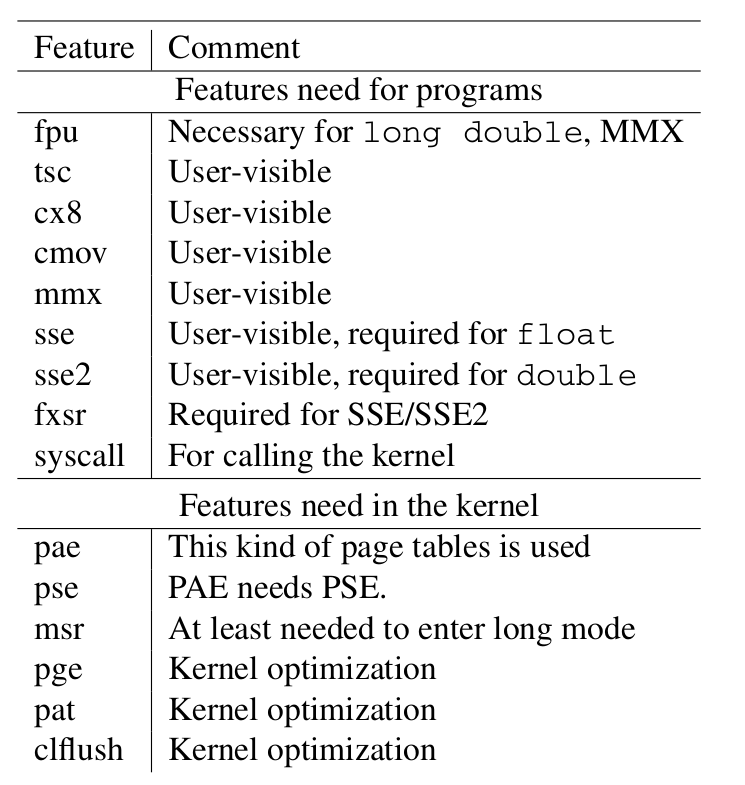 Feature Comment
Features need for programs
fpu Necessary for long double, MMX
tsc User-visible
cx8 User-visible
cmov User-visible
mmx User-visible
sse User-visible, required for float
sse2 User-visible, required for double
fxsr Required for SSE/SSE2
syscall For calling the kernel
Features need in the kernel
pae This kind of page tables is used
pse PAE needs PSE.
msr At least needed to enter long mode
pge Kernel optimization
pat Kernel optimization
clflush Kernel optimization